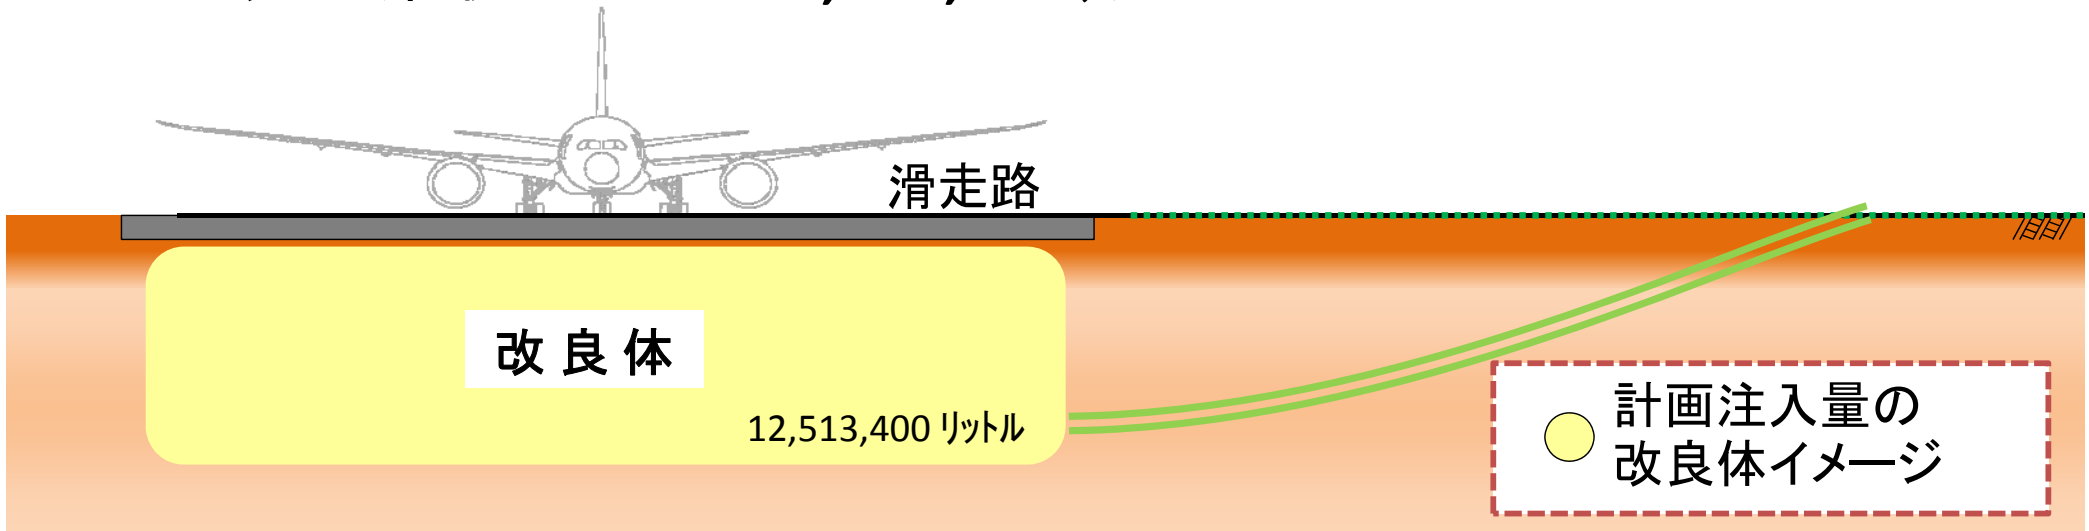 滑走路
改良体
12,513,400 リットル
計画注入量の
改良体イメージ